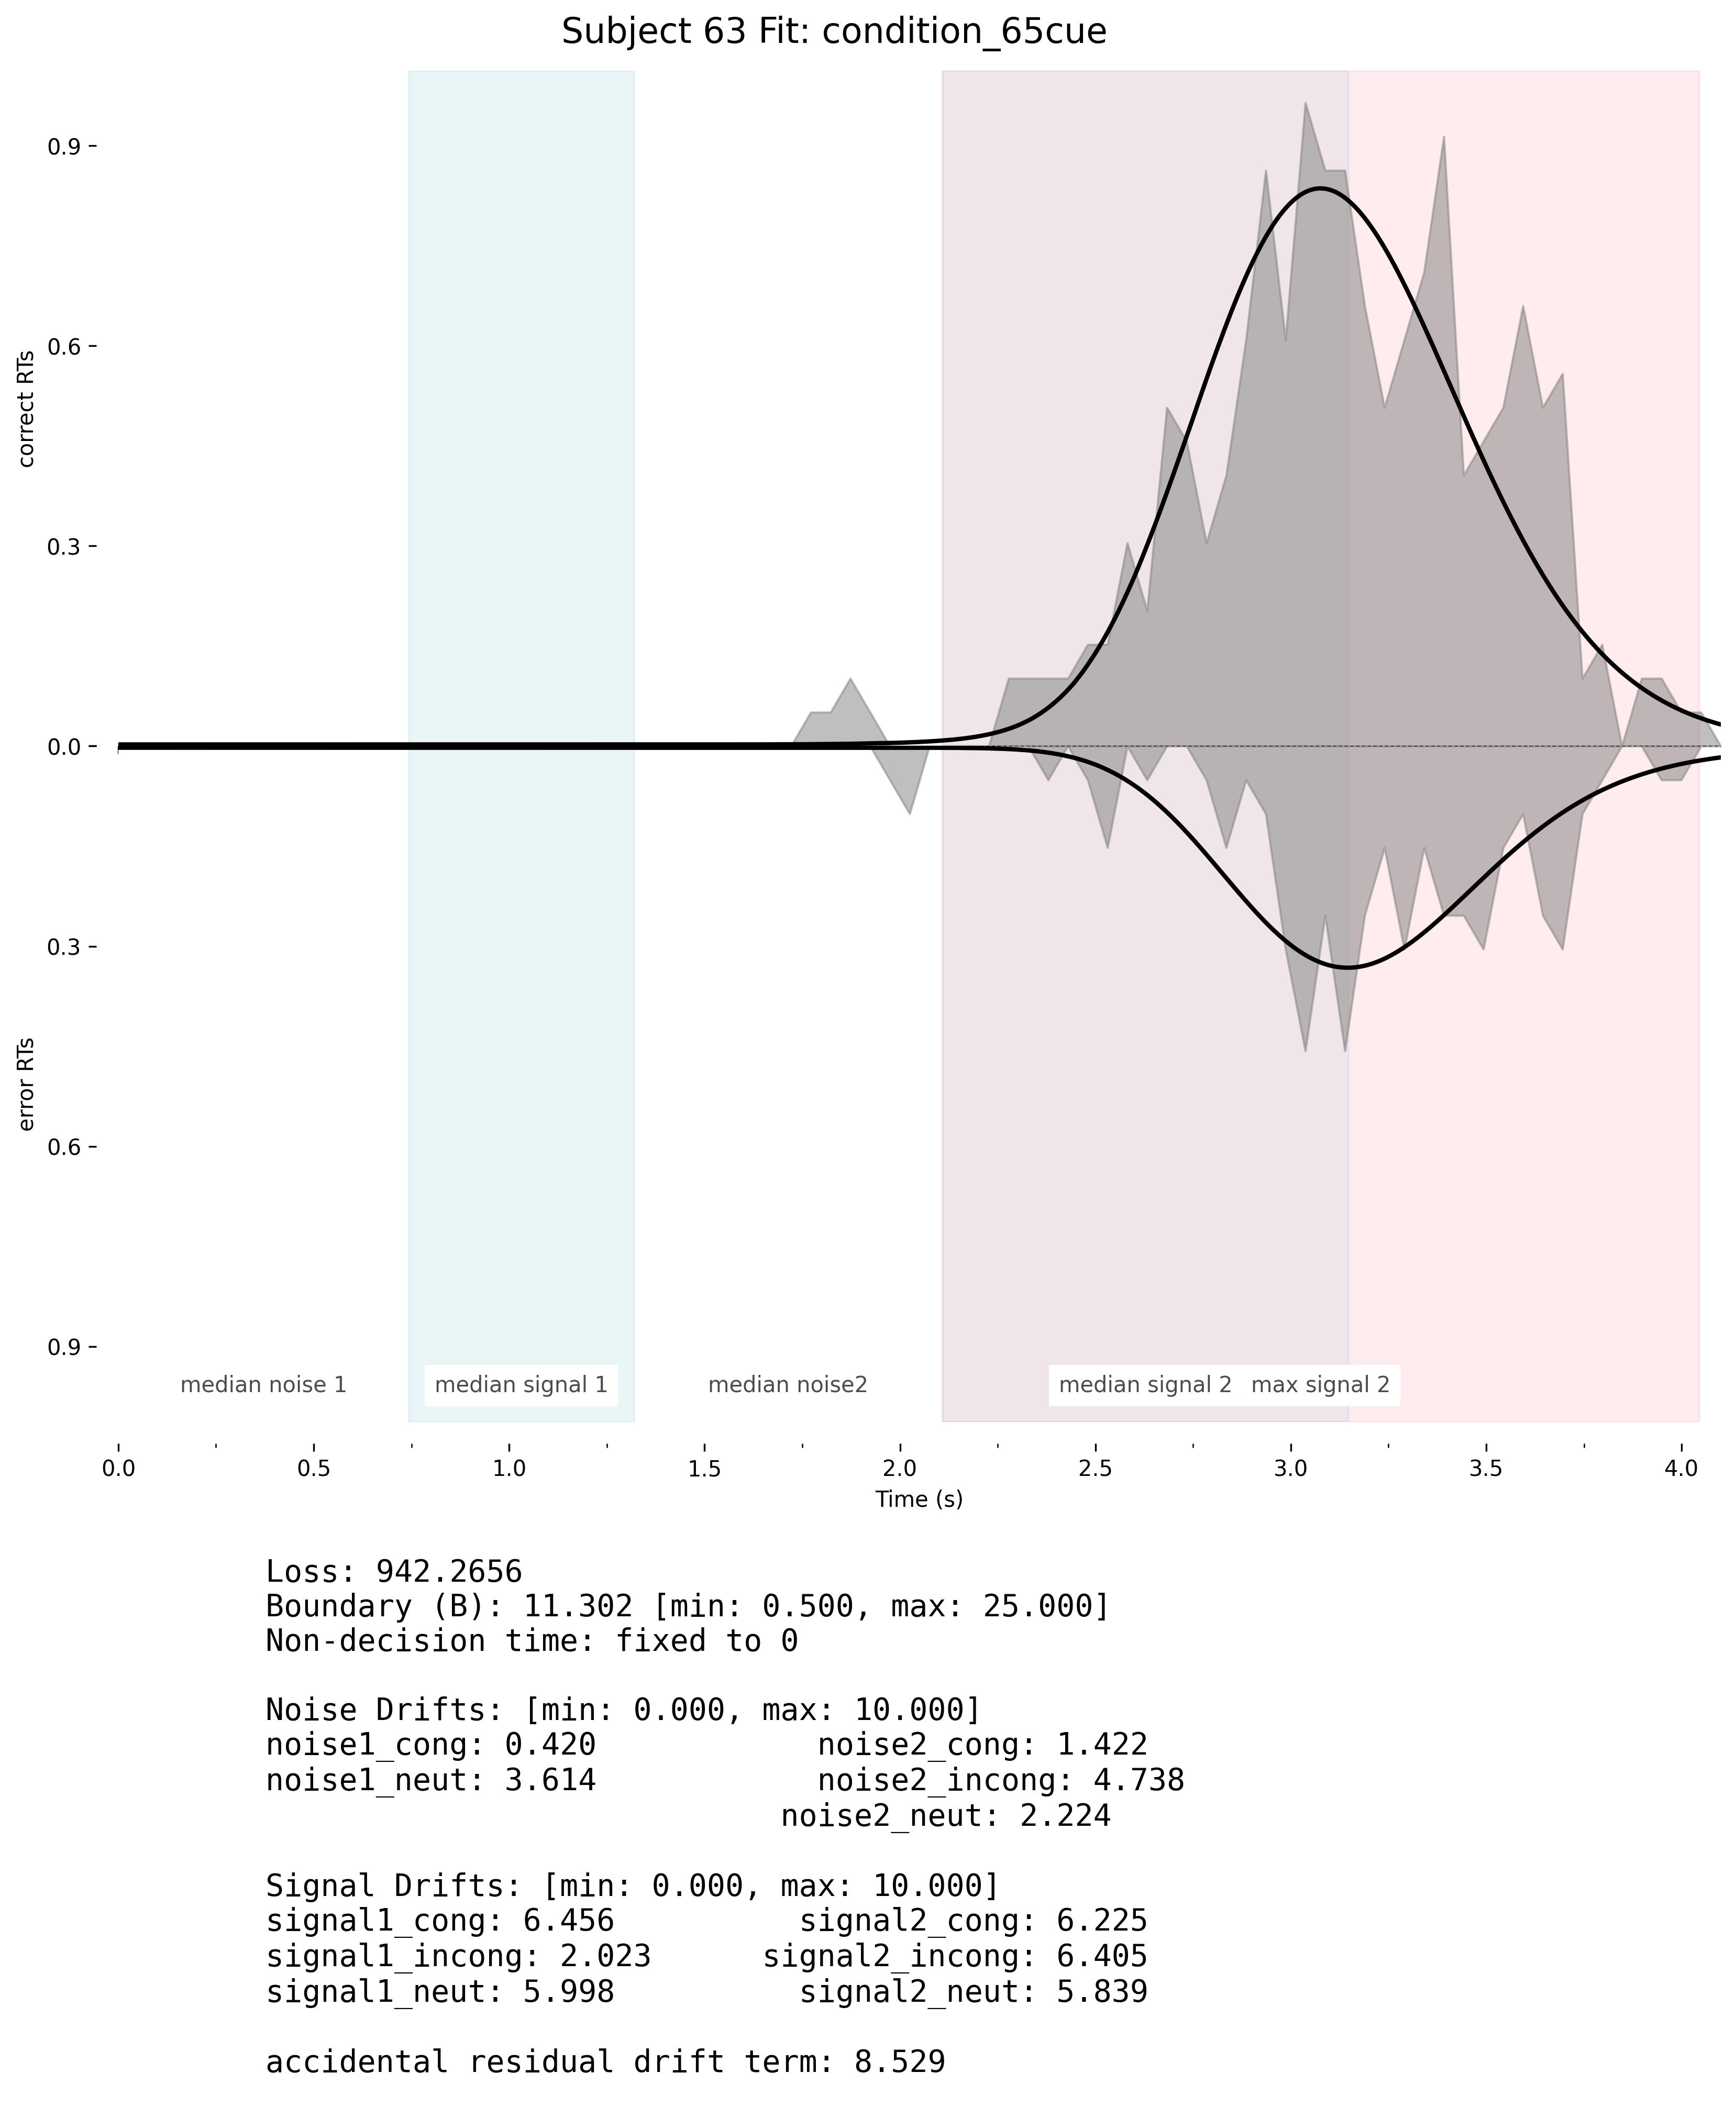 Subject 63 Fit: condition_65cue
0.9
0.6
0.3
0.0
0.3
0.6
0.9
correct RTs
error RTs
median noise 1
median signal 1
median noise2
median signal 2
max signal 2
0.0 0.5 1.0 1.5 2.0 2.5 3.0 3.5 4.0
Time (s)
Loss: 942.2656
Boundary (B): 11.302 [min: 0.500, max: 25.000]
Non-decision time: fixed to 0
Noise Drifts: [min: 0.000, max: 10.000]
noise1_cong: 0.420 noise2_cong: 1.422
noise1_neut: 3.614 noise2_incong: 4.738
noise2_neut: 2.224
Signal Drifts: [min: 0.000, max: 10.000]
signal1_cong: 6.456 signal2_cong: 6.225
signal1_incong: 2.023 signal2_incong: 6.405
signal1_neut: 5.998 signal2_neut: 5.839
accidental residual drift term: 8.529